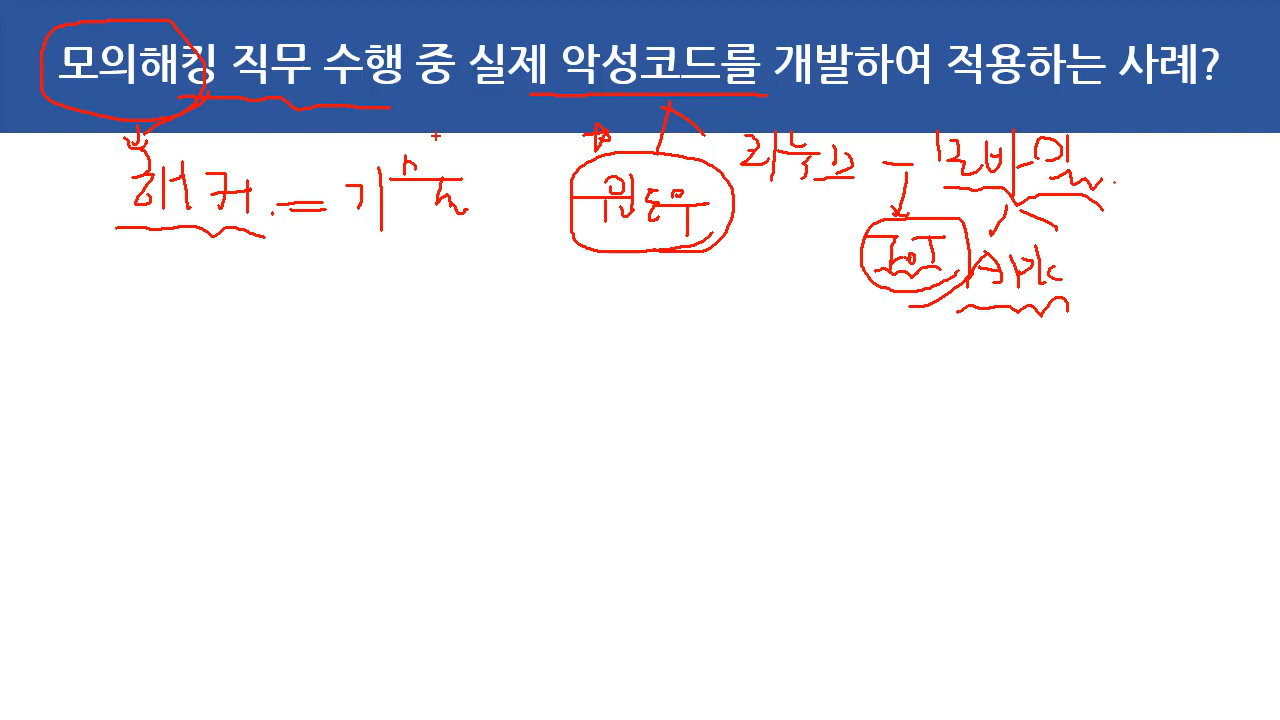 모의해킹 직무 수행 중 실제 악성코드를 개발하여 적용하는 사례?
해커 = 기술 윈도우 리눅스 - 모바일
IoT APK